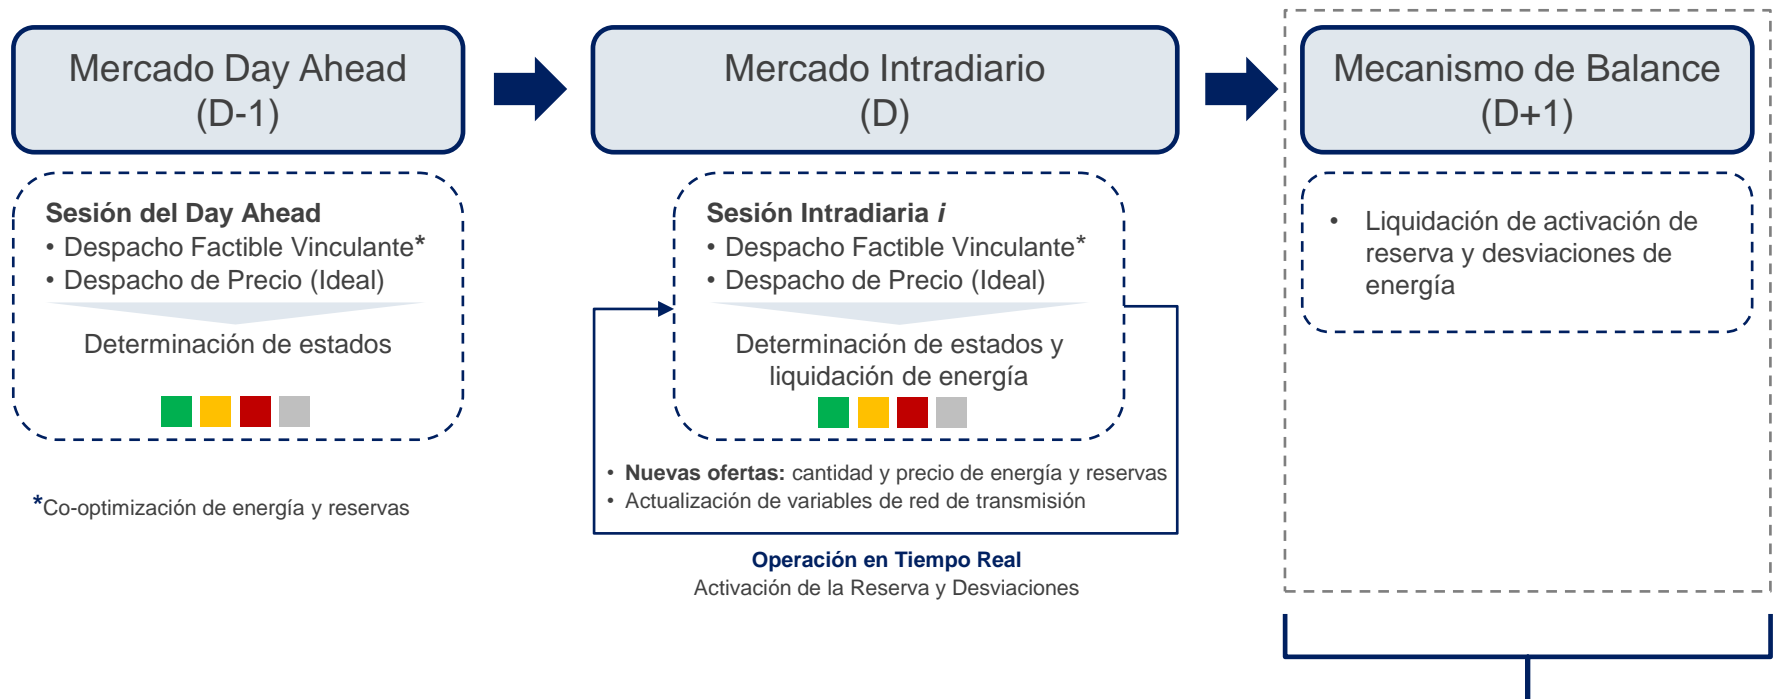 Mercado Day Ahead
(D-1)
Mercado Intradiario
(D)
Mecanismo de Balance
(D+1)
Sesión del Day Ahead
• Despacho Factible Vinculante*
• Despacho de Precio (Ideal)
Determinación de estados
*Co-optimización de energía y reservas
Sesión Intradiaria i
• Despacho Factible Vinculante*
• Despacho de Precio (Ideal)
Determinación de estados y
liquidación de energía
• Nuevas ofertas: cantidad y precio de energía y reservas
• Actualización de variables de red de transmisión
Operación en Tiempo Real
Activación de la Reserva y Desviaciones
• Liquidación de activación de
reserva y desviaciones de
energía